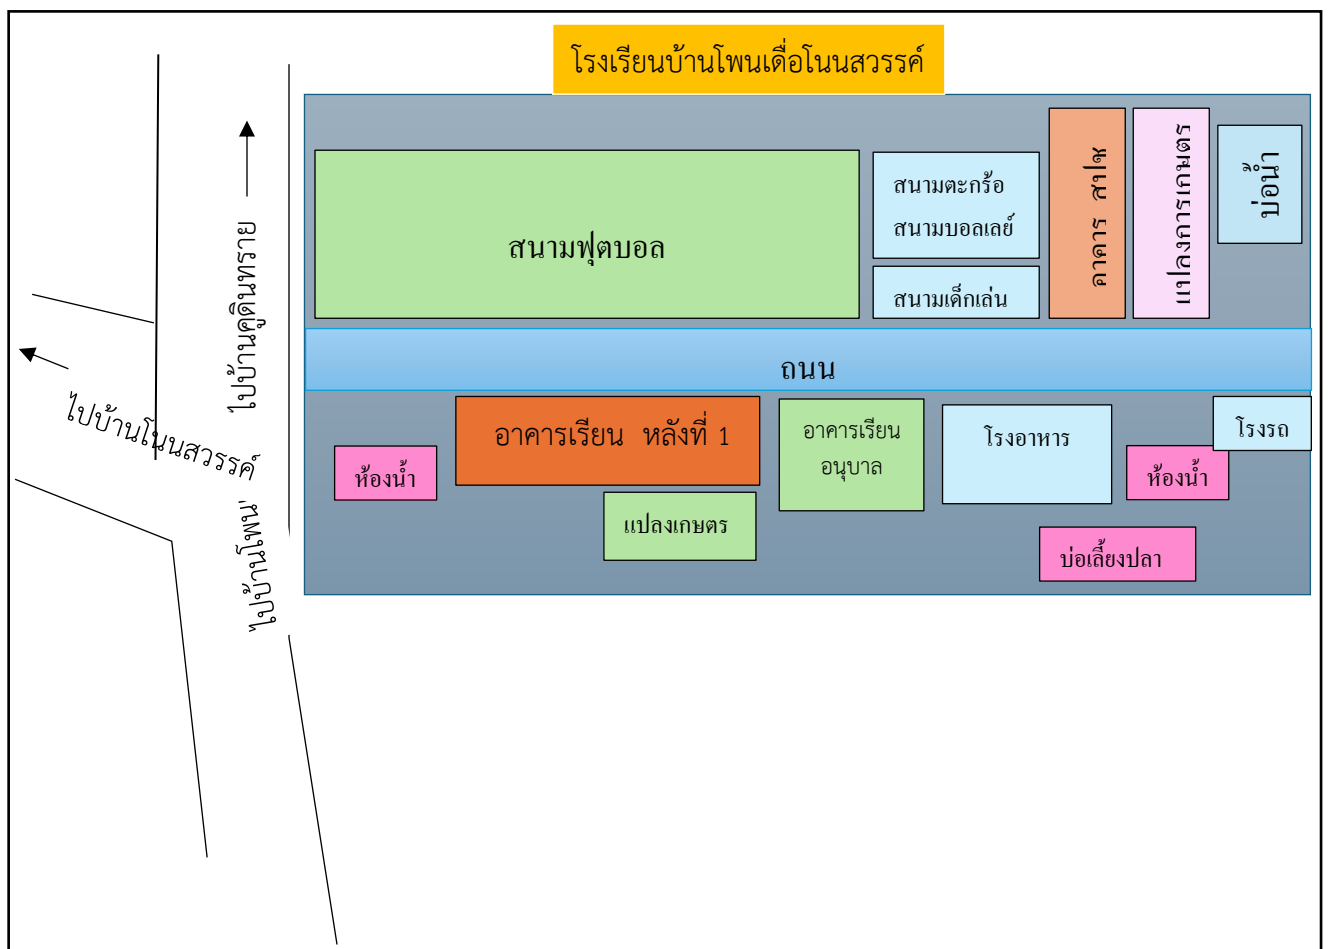 โรงเรียนบ้านโพนเดื่อโนนสวรรค์
สนามฟุตบอล
สนามตะกร้อ
สนามบอลเลย์
สนามเด็กเล่น
อาคาร สปช
แปลงการเกษตร
บ่อน้ำ
ไปบ้านคูดินทราย
ถนน
ไปบ้านโนนสวรรค์
อาคารเรียน หลังที่ 1
อาคารเรียน
อนุบาล
โรงอาหาร
โรงรถ
ห้องน้ำ
ห้องน้ำ
แปลงเกษตร
ไปบ้านโพน
บ่อเลี้ยงปลา